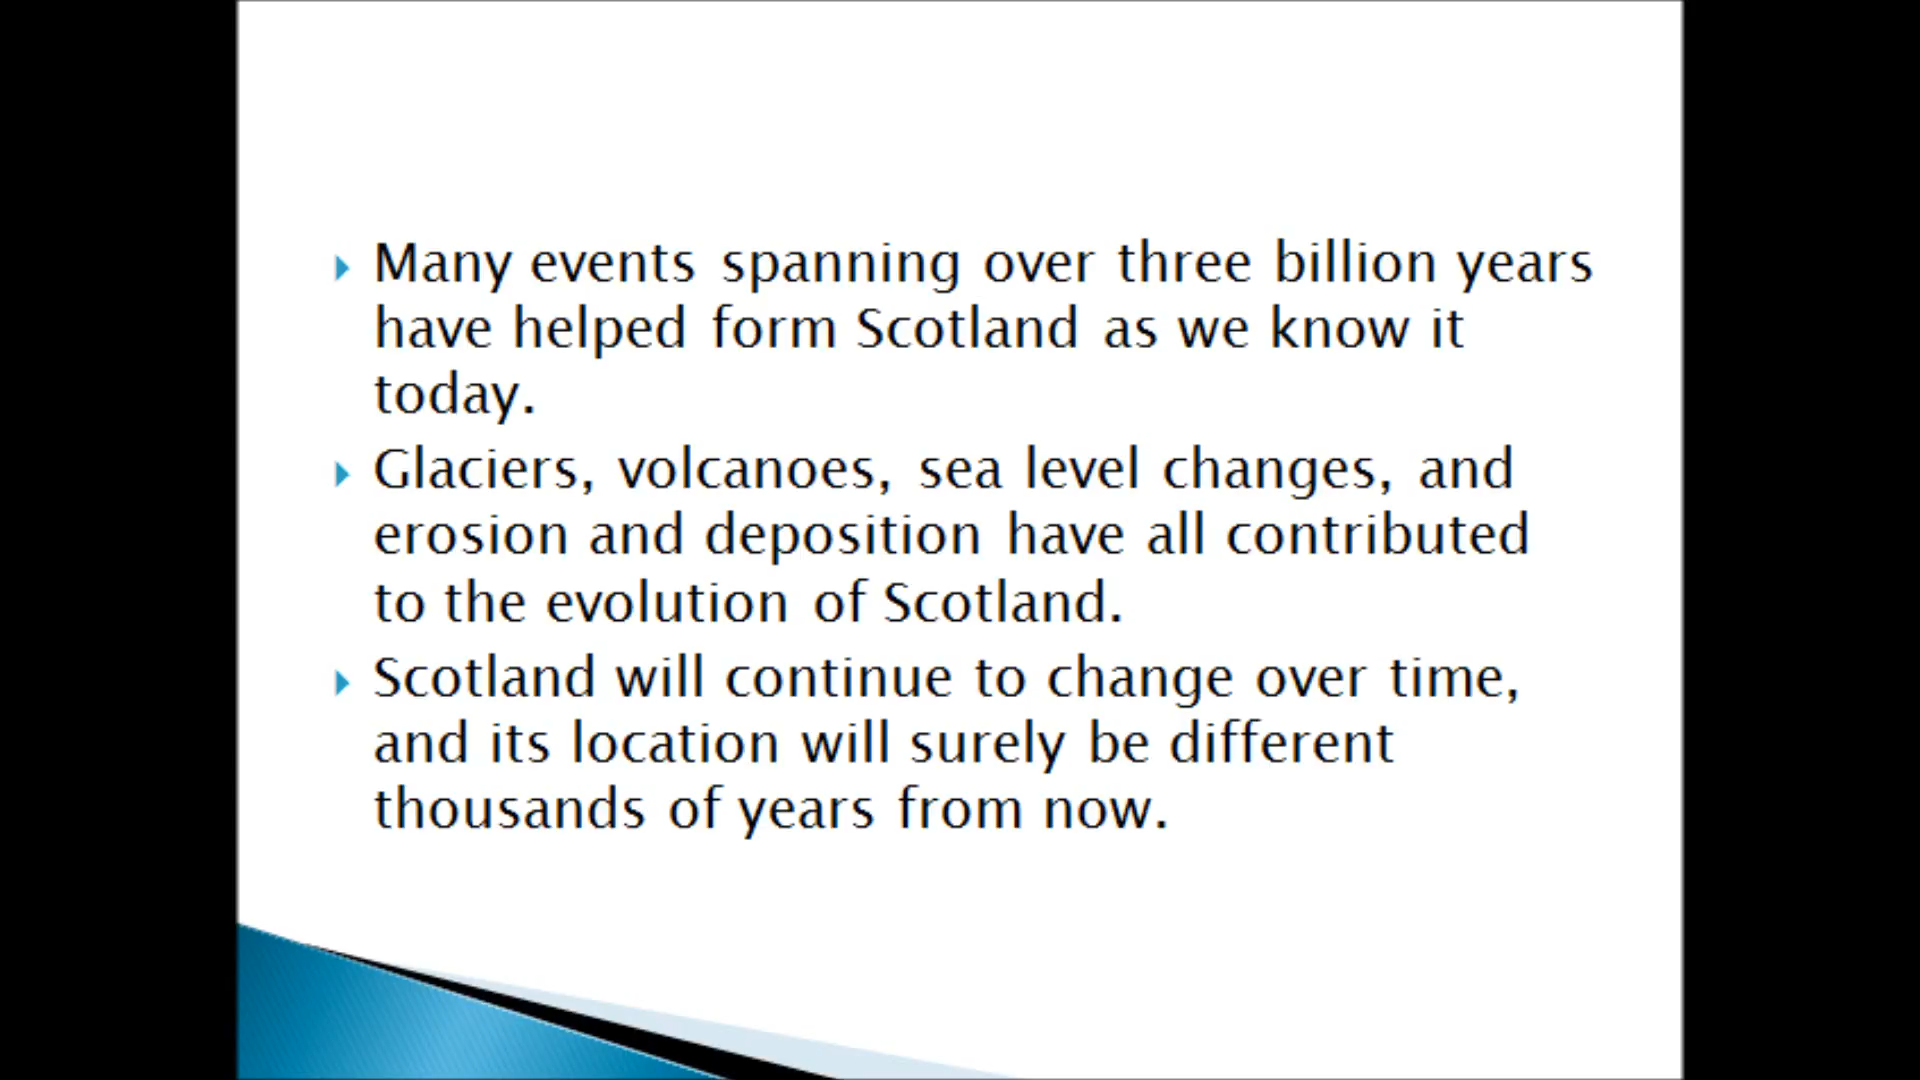 Many events spanning over three billion years
have helped form Scotland as we know it
today.
Glaciers, volcanoes, sea level changes, and
erosion and deposition have all contributed
to the evolution of Scotland.
Scotland will continue to change over time,
and its location will surely be different
thousands of years from now.